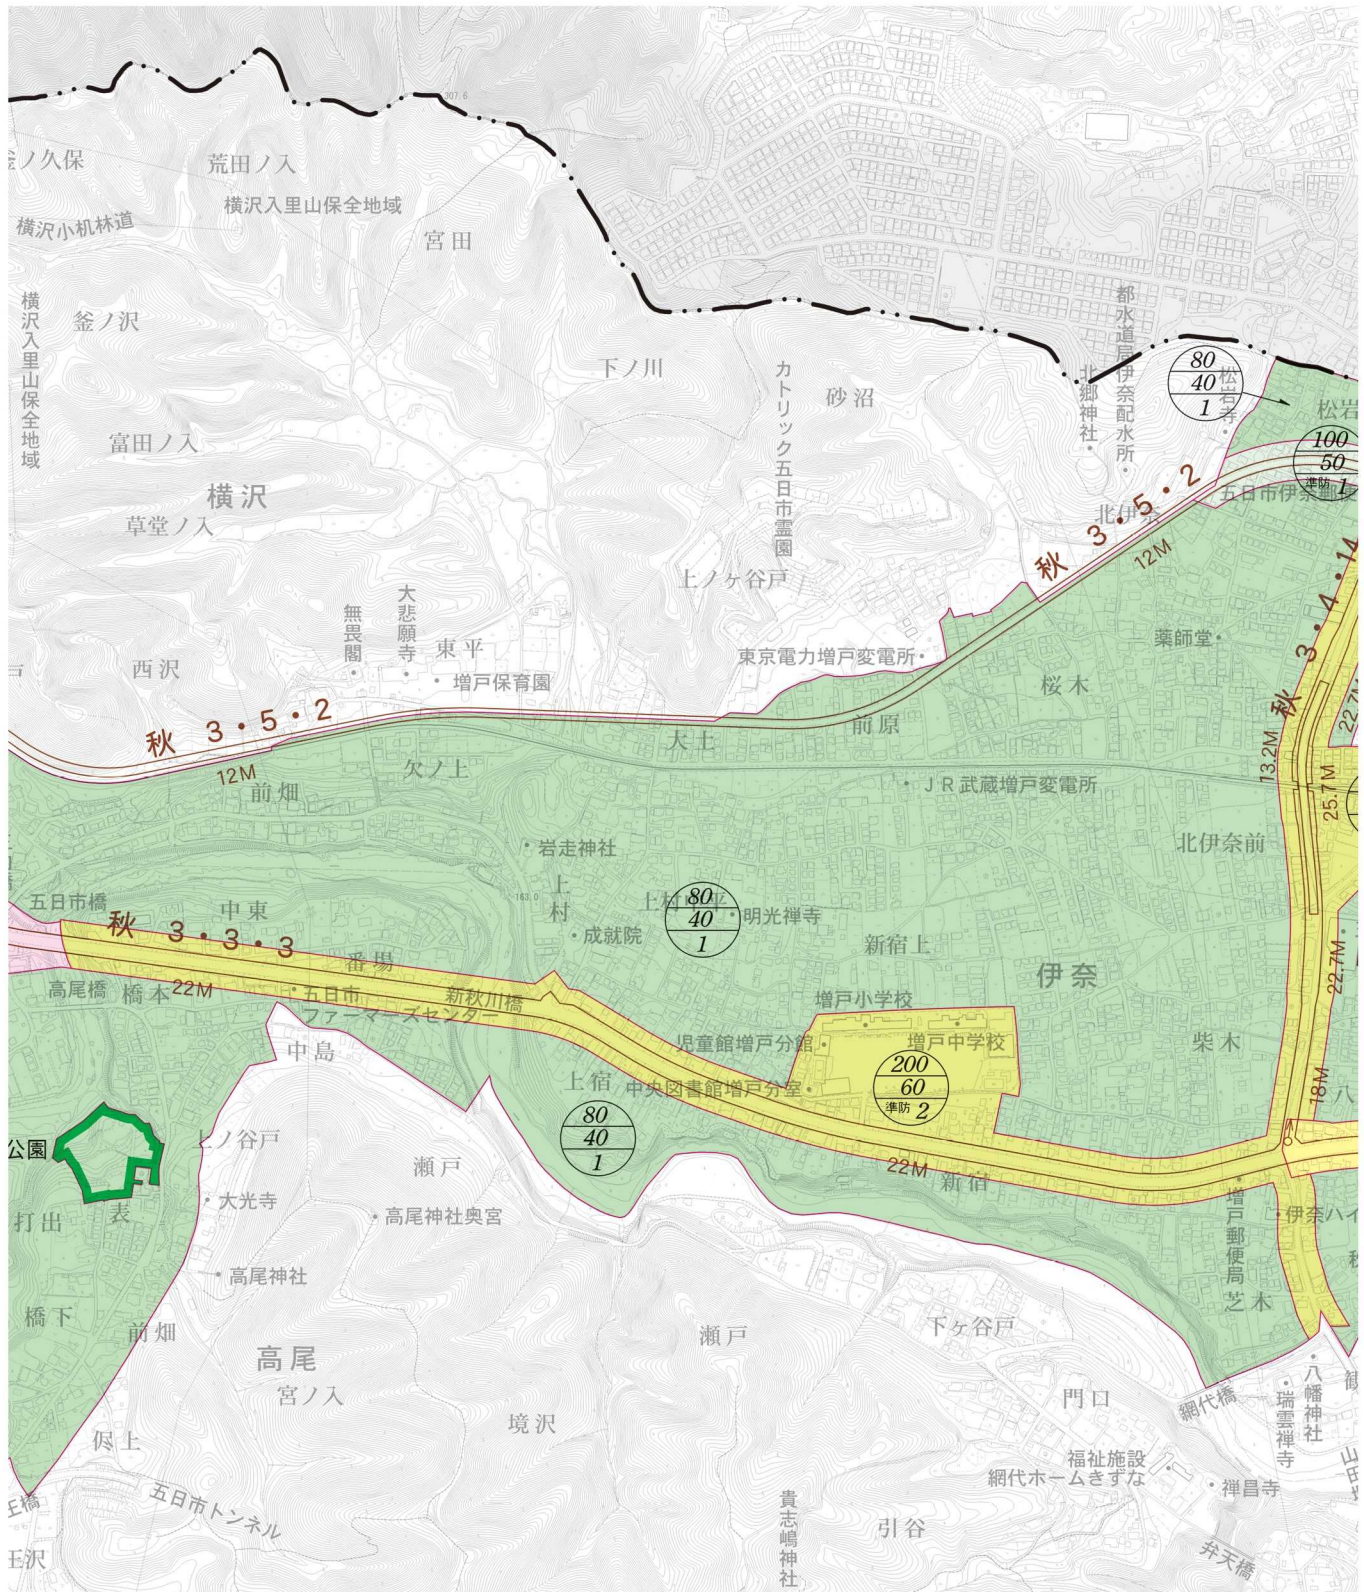 307.6
釜ノ久保
荒田ノ入
横沢入里山保全地域
横沢小机林道
宮田
横沢入里山保全地域
釜ノ沢
都水道局伊奈配水所
下ノ川
カトリック五日市霊園
砂沼
北郷神社
松岩寺
80
40
1
松岩
富田ノ入
100
50
準防 1
横沢
草堂ノ入
五日市伊奈郵便
北伊奈
秋 3・5・2
12M
上ノヶ谷戸
秋 3・4・14
無畏閣
大悲願寺
東平
増戸保育園
西沢
東京電力増戸変電所
薬師堂
桜木
秋 3・5・2
12M
大上
前原
欠ノ上
前畑
JR武蔵増戸変電所
13.2M
22.7M
25.7M
北伊奈前
岩走神社
五日市橋
中東
163.0
上村
80
40
1
明光禅寺
成就院
新宿上
伊奈
秋 3・3・3
22M
番場
高尾橋
橋本
五日市
ファーマーズセンター
新秋川橋
22.7M
増戸小学校
児童館増戸分館
増戸中学校
柴木
中島
上宿
中央図書館増戸分室
200
60
準防 2
18M
八
80
40
1
公園
上ノ谷戸
瀬戸
22M
新宿
大光寺
高尾神社奥宮
打出
表
増戸郵便局
伊奈ハイ
高尾神社
芝木
橋下
前畑
瀬戸
下ヶ谷戸
高尾
宮ノ入
門口
網代橋
八幡神社
瑞雲禅寺
境沢
福祉施設
網代ホームきずな
禅昌寺
五日市トンネル
貴志嶋神社
引谷
弁天橋